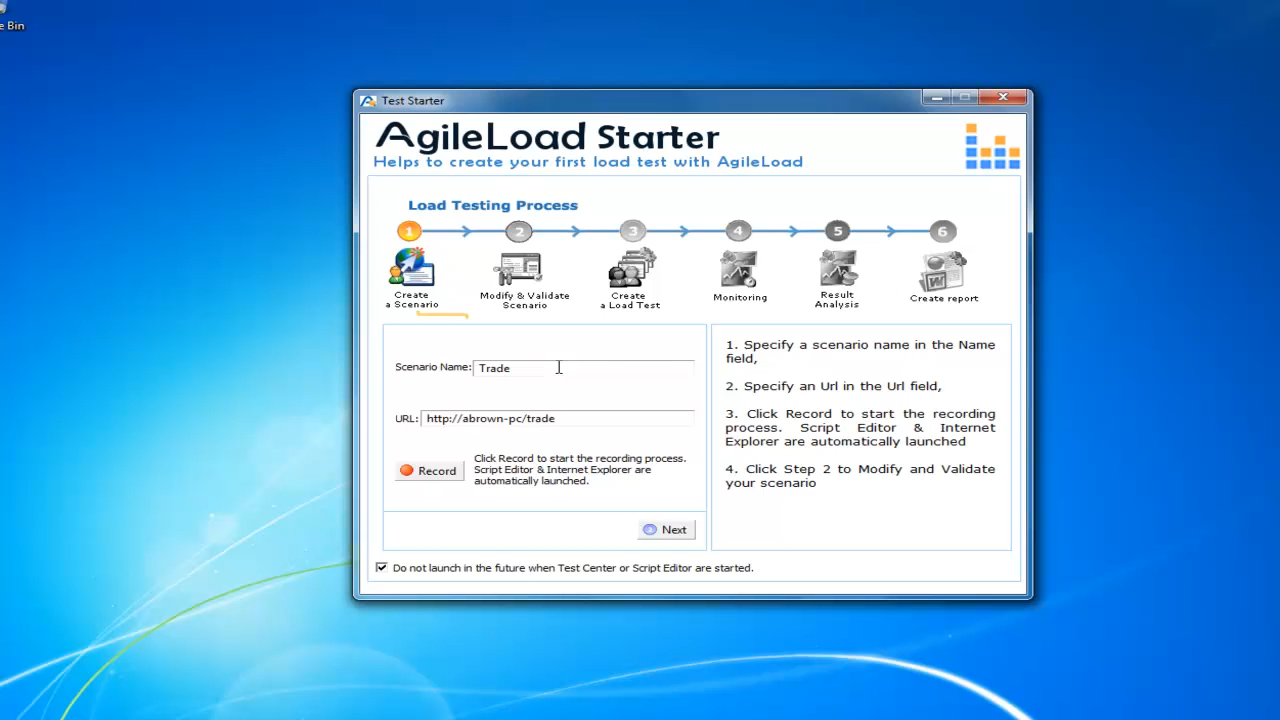 e Bin
Test Starter
AgileLoad Starter
Helps to create your first load test with AgileLoad
Load Testing Process
1 2 3 4 5 6
Create
a Scenario
Modify & Validate
Scenario
Create
a Load Test
Monitoring
Result
Analysis
Create report
Scenario Name: Trade
URL: http://abrown-pc/trade
Record
Click Record to start the recording process.
Script Editor & Internet Explorer are
automatically launched.
Next
1. Specify a scenario name in the Name
field,
2. Specify an Url in the Url field,
3. Click Record to start the recording
process. Script Editor & Internet
Explorer are automatically launched
4. Click Step 2 to Modify and Validate
your scenario
Do not launch in the future when Test Center or Script Editor are started.